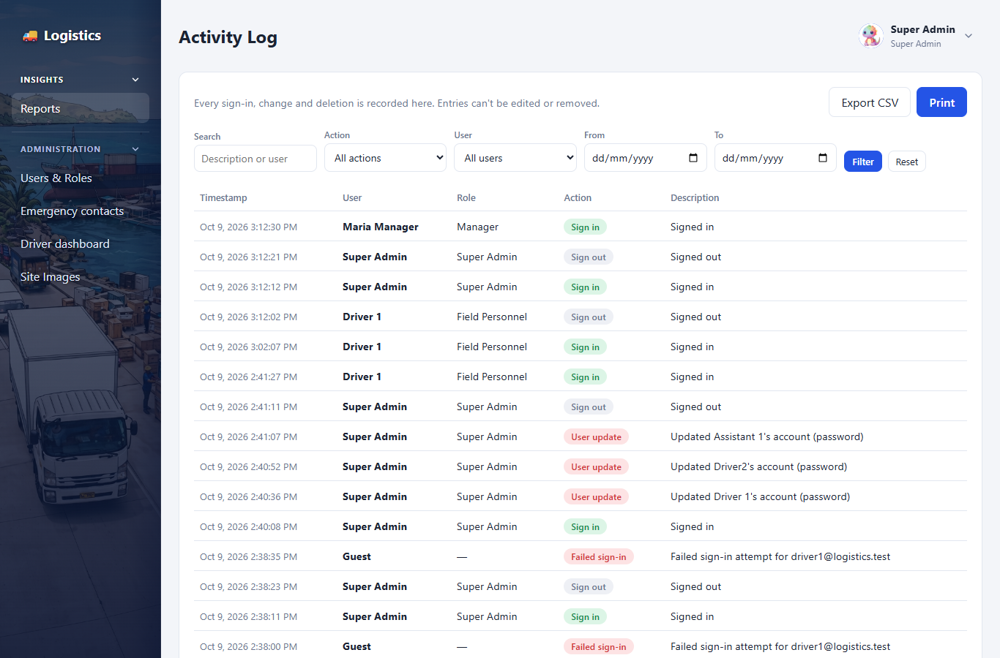 Logistics
INSIGHTS
Reports
ADMINISTRATION
Users & Roles
Emergency contacts
Driver dashboard
Site Images
Activity Log
Super Admin
Super Admin
Every sign-in, change and deletion is recorded here. Entries can't be edited or removed.
Export CSV
Print
Search Action User From To
Description or user All actions All users dd/mm/yyyy dd/mm/yyyy Filter Reset
Timestamp User Role Action Description
Oct 9, 2026 3:12:30 PM Maria Manager Manager Sign in Signed in
Oct 9, 2026 3:12:21 PM Super Admin Super Admin Sign out Signed out
Oct 9, 2026 3:12:12 PM Super Admin Super Admin Sign in Signed in
Oct 9, 2026 3:12:02 PM Driver 1 Field Personnel Sign out Signed out
Oct 9, 2026 3:02:07 PM Driver 1 Field Personnel Sign in Signed in
Oct 9, 2026 2:41:27 PM Driver 1 Field Personnel Sign in Signed in
Oct 9, 2026 2:41:11 PM Super Admin Super Admin Sign out Signed out
Oct 9, 2026 2:41:07 PM Super Admin Super Admin User update Updated Assistant 1's account (password)
Oct 9, 2026 2:40:52 PM Super Admin Super Admin User update Updated Driver2's account (password)
Oct 9, 2026 2:40:36 PM Super Admin Super Admin User update Updated Driver 1's account (password)
Oct 9, 2026 2:40:08 PM Super Admin Super Admin Sign in Signed in
Oct 9, 2026 2:38:35 PM Guest — Failed sign-in Failed sign-in attempt for driver1@logistics.test
Oct 9, 2026 2:38:23 PM Super Admin Super Admin Sign out Signed out
Oct 9, 2026 2:38:11 PM Super Admin Super Admin Sign in Signed in
Oct 9, 2026 2:38:00 PM Guest — Failed sign-in Failed sign-in attempt for driver1@logistics.test